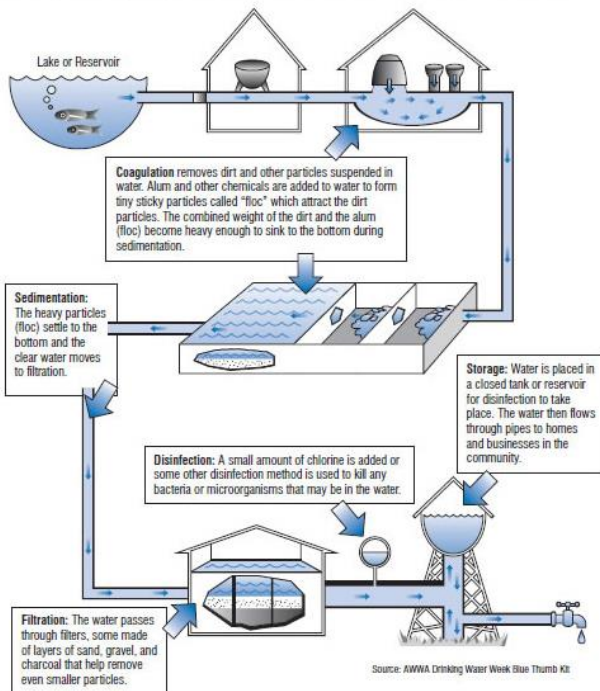 Lake or Reservoir
Coagulation removes dirt and other particles suspended in
water. Alum and other chemicals are added to water to form
tiny sticky particles called "floc" which attract the dirt
particles. The combined weight of the dirt and the alum
(floc) become heavy enough to sink to the bottom during
sedimentation.
Sedimentation:
The heavy particles
(floc) settle to the
bottom and the
clear water moves
to filtration.
Storage: Water is placed in
a closed tank or reservoir
for disinfection to take
place. The water then flows
through pipes to homes
and businesses in the
community.
Disinfection: A small amount of chlorine is added or
some other disinfection method is used to kill any
bacteria or microorganisms that may be in the water.
Filtration: The water passes
through filters, some made
of layers of sand, gravel, and
charcoal that help remove
even smaller particles.
Source: AWWA Drinking Water Week Blue Thumb Kit